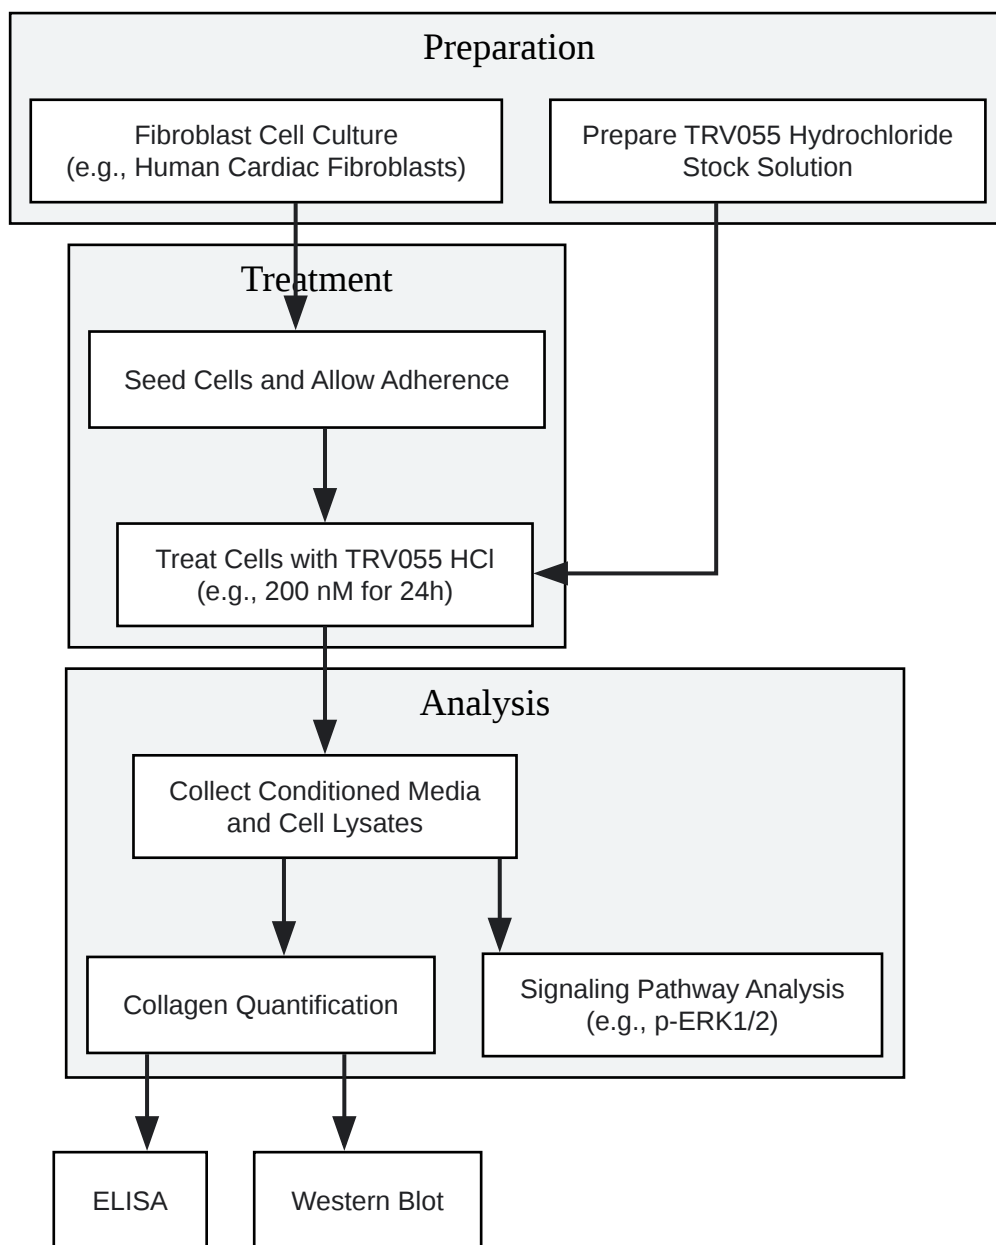 Preparation
Fibroblast Cell Culture
(e.g., Human Cardiac Fibroblasts)
Prepare TRV055 Hydrochloride
Stock Solution
Treatment
Seed Cells and Allow Adherence
Treat Cells with TRV055 HCl
(e.g., 200 nM for 24h)
Analysis
Collect Conditioned Media
and Cell Lysates
Collagen Quantification
Signaling Pathway Analysis
(e.g., p-ERK1/2)
ELISA
Western Blot